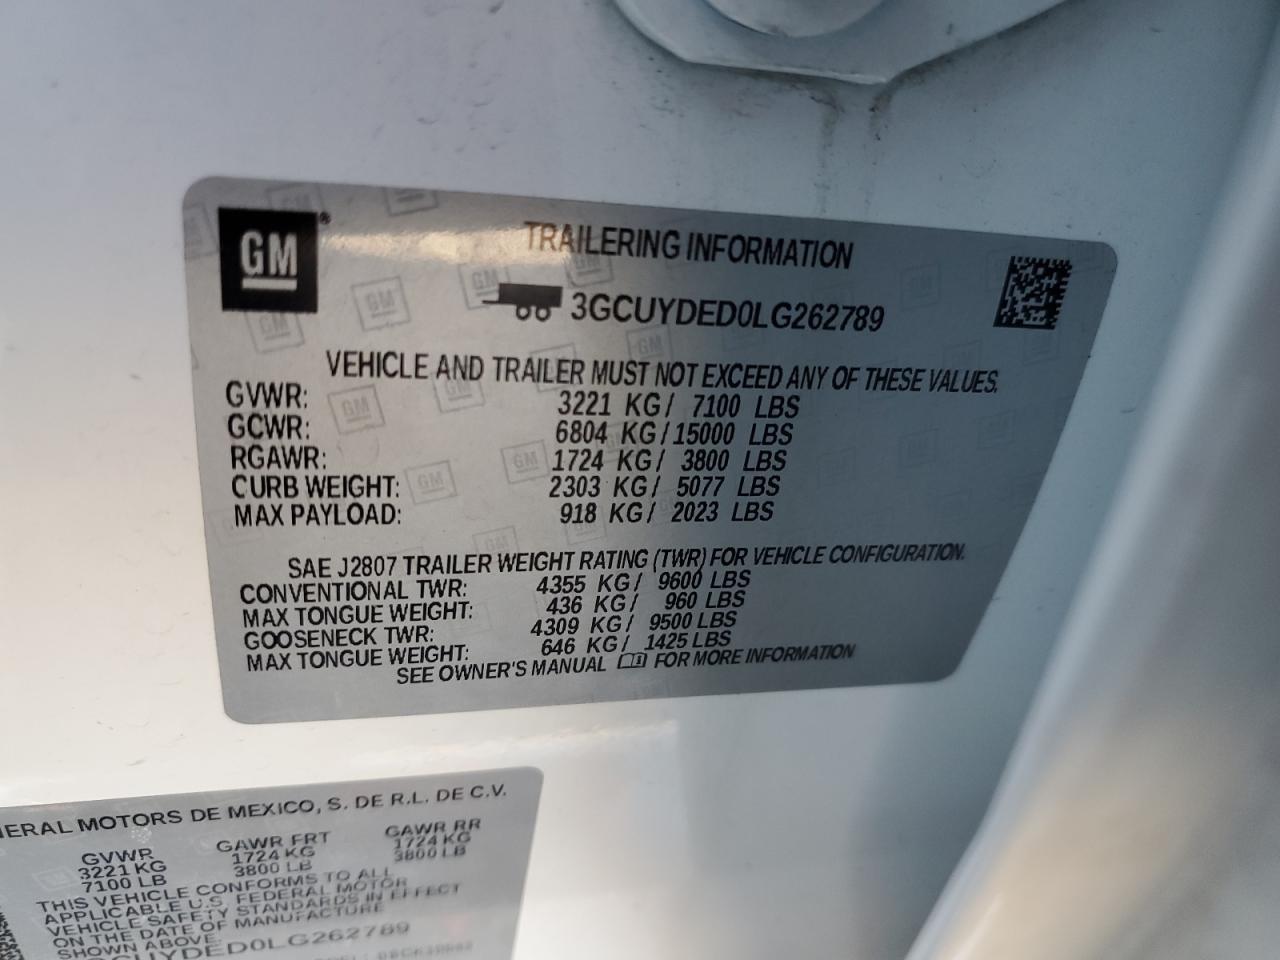 GM®
TRAILERING INFORMATION
3GCUYDED0LG262789
VEHICLE AND TRAILER MUST NOT EXCEED ANY OF THESE VALUES.
GVWR: 3221 KG/ 7100 LBS
GCWR: 6804 KG/15000 LBS
RGAWR: 1724 KG/ 3800 LBS
CURB WEIGHT: 2303 KG/ 5077 LBS
MAX PAYLOAD: 918 KG/ 2023 LBS
SAE J2807 TRAILER WEIGHT RATING (TWR) FOR VEHICLE CONFIGURATION.
CONVENTIONAL TWR: 4355 KG/ 9600 LBS
MAX TONGUE WEIGHT: 436 KG/ 960 LBS
GOOSENECK TWR: 4309 KG/ 9500 LBS
MAX TONGUE WEIGHT: 646 KG/ 1425 LBS
SEE OWNER'S MANUAL FOR MORE INFORMATION
NERAL MOTORS DE MEXICO, S. DE R.L. DE C.V.
GVWR GAWR FRT GAWR RR
3221 KG 1724 KG 1724 KG
7100 LB 3800 LB 3800 LB
THIS VEHICLE CONFORMS TO ALL
APPLICABLE U.S. FEDERAL MOTOR
VEHICLE SAFETY STANDARDS IN EFFECT
ON THE DATE OF MANUFACTURE
SHOWN ABOVE
GCUYDED0LG262789